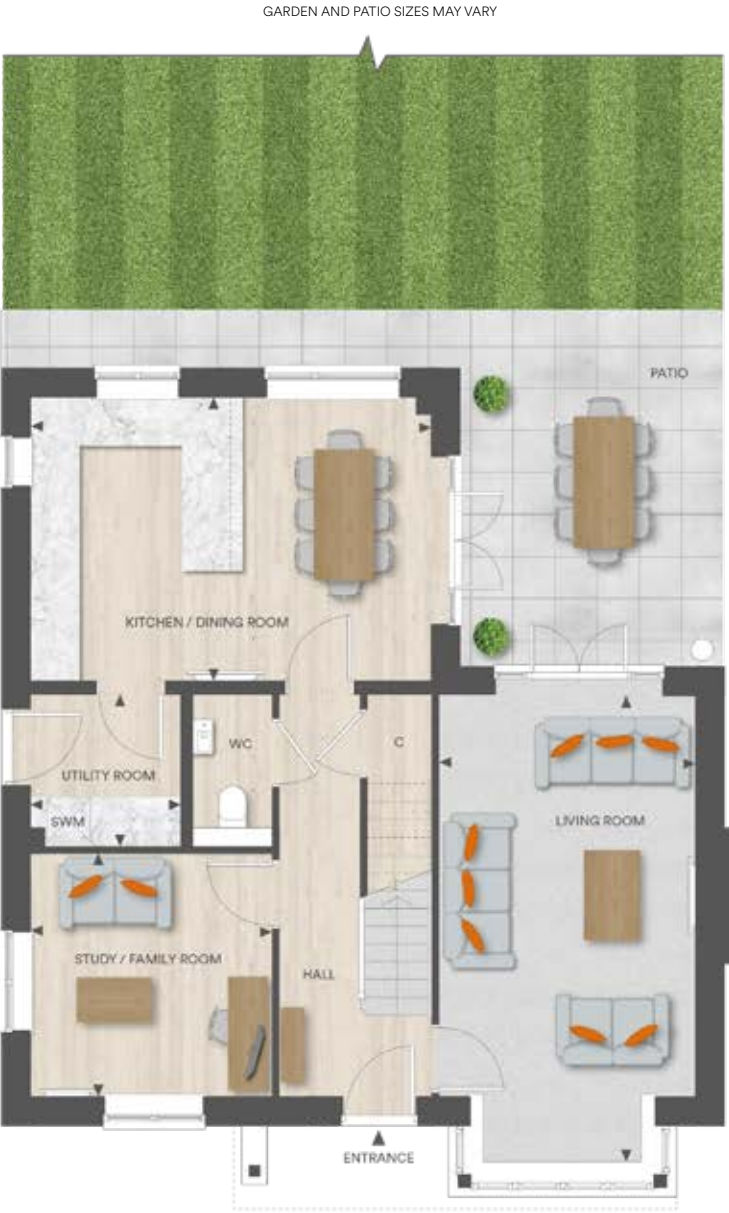 GARDEN AND PATIO SIZES MAY VARY
PATIO
KITCHEN / DINING ROOM
WC
C
UTILITY ROOM
SWM
LIVING ROOM
STUDY / FAMILY ROOM
HALL
ENTRANCE